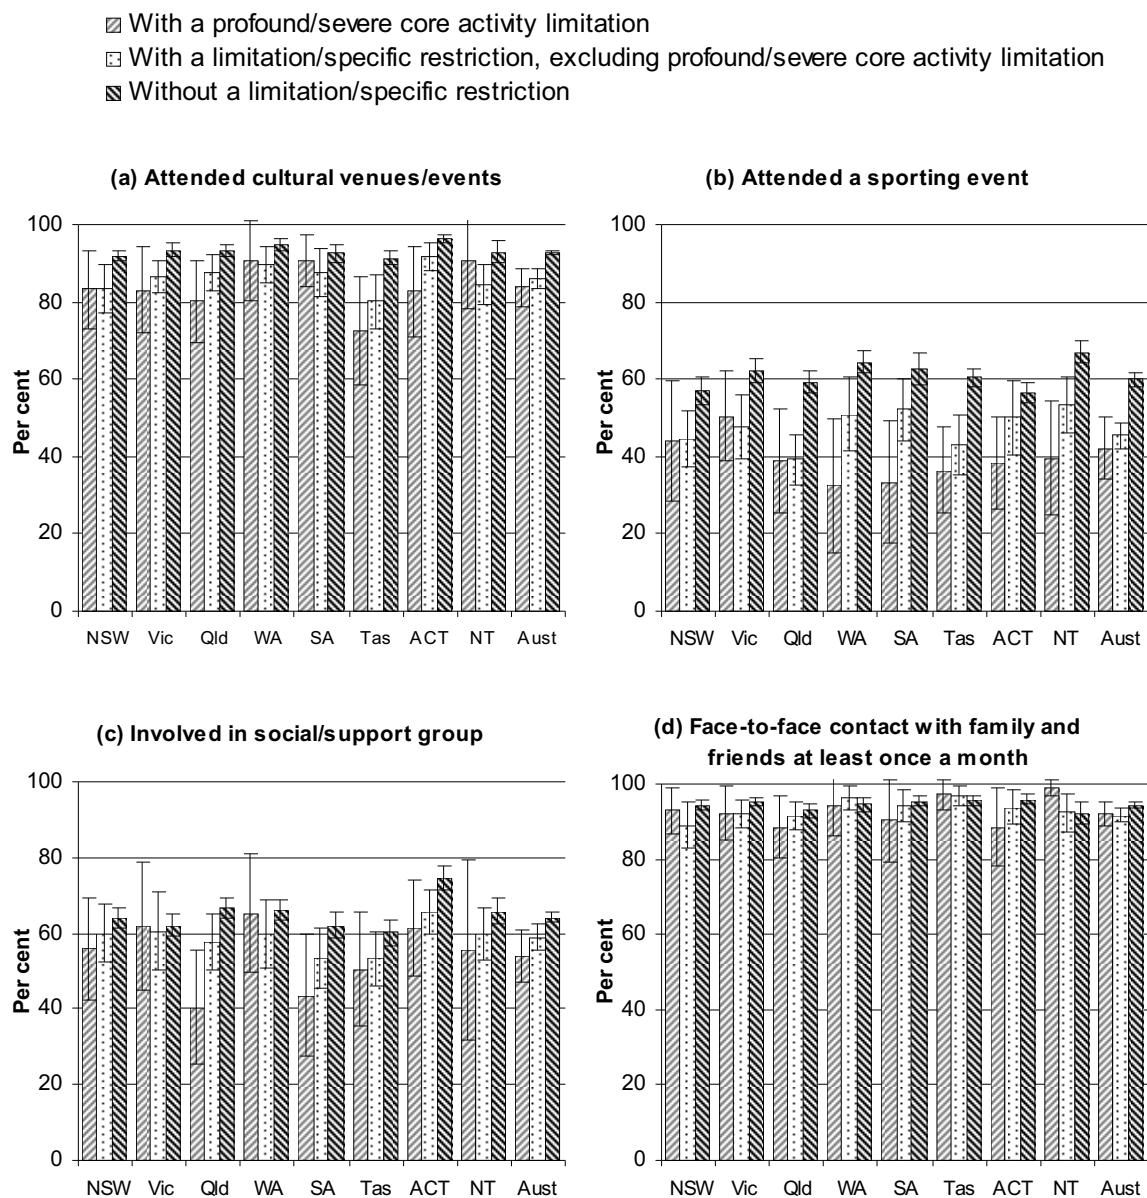 With a profound/severe core activity limitation
With a limitation/specific restriction, excluding profound/severe core activity limitation
Without a limitation/specific restriction
(a) Attended cultural venues/events
100
80
60
40
20
0
Per cent
NSW Vic Qld WA SA Tas ACT NT Aust
(b) Attended a sporting event
100
80
60
40
20
0
Per cent
NSW Vic Qld WA SA Tas ACT NT Aust
(c) Involved in social/support group
100
80
60
40
20
0
Per cent
NSW Vic Qld WA SA Tas ACT NT Aust
(d) Face-to-face contact with family and
friends at least once a month
100
80
60
40
20
0
Per cent
NSW Vic Qld WA SA Tas ACT NT Aust